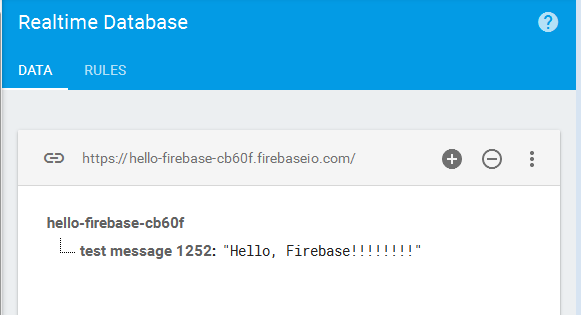 Realtime Database
DATA RULES
https://hello-firebase-cb60f.firebaseio.com/
hello-firebase-cb60f
test message 1252: "Hello, Firebase!!!!!!!!"